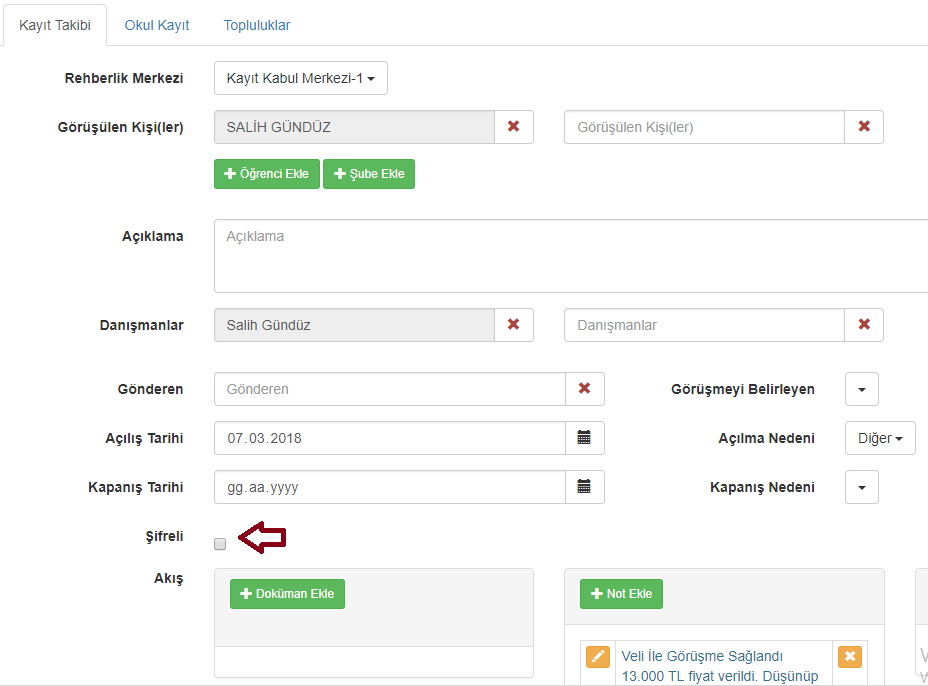 Kayıt Takibi Okul Kayıt Topluluklar
Rehberlik Merkezi Kayıt Kabul Merkezi-1
Görüşülen Kişi(ler) SALİH GÜNDÜZ Görüşülen Kişi(ler)
Öğrenci Ekle Şube Ekle
Açıklama Açıklama
Danışmanlar Salih Gündüz Danışmanlar
Gönderen Gönderen Görüşmeyi Belirleyen
Açılış Tarihi 07.03.2018 Açılma Nedeni Diğer
Kapanış Tarihi gg.aa.yyyy Kapanış Nedeni
Şifreli
Akış
Doküman Ekle Not Ekle
Veli İle Görüşme Sağlandı
13.000 TL fiyat verildi. Düşünüp